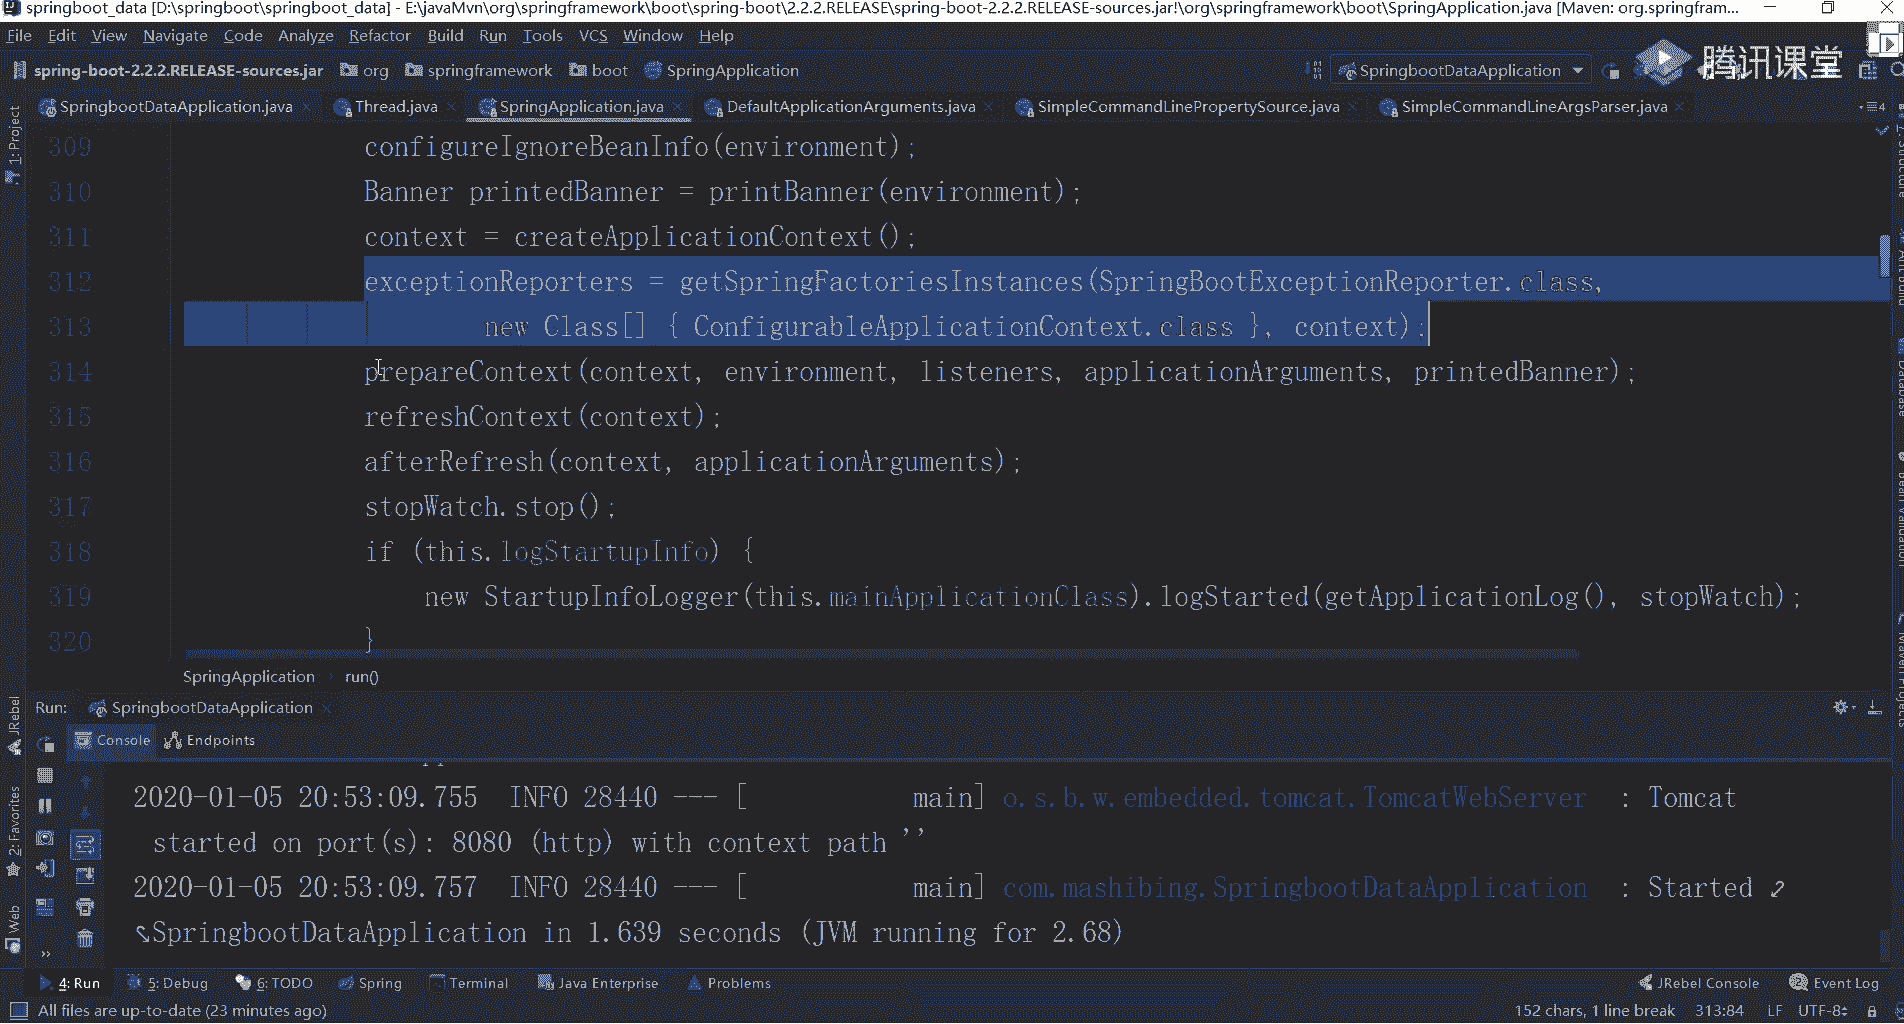 springboot_data [D:\springboot\springboot_data] - E:\javaMvn\org\springframework\boot\spring-boot\2.2.2.RELEASE\spring-boot-2.2.2.RELEASE-sources.jar!\org\springframework\boot\SpringApplication.java [Maven: org.springfram...
File Edit View Navigate Code Analyze Refactor Build Run Tools VCS Window Help
spring-boot-2.2.2.RELEASE-sources.jar org springframework boot SpringApplication SpringbootDataApplication 腾讯课堂
SpringbootDataApplication.java Thread.java SpringApplication.java DefaultApplicationArguments.java SimpleCommandLinePropertySource.java SimpleCommandLineArgsParser.java
1: Project
309 configureIgnoreBeanInfo(environment);
310 Banner printedBanner = printBanner(environment);
311 context = createApplicationContext();
312 exceptionReporters = getSpringFactoriesInstances(SpringBootExceptionReporter.class,
313 new Class[] { ConfigurableApplicationContext.class }, context);
314 prepareContext(context, environment, listeners, applicationArguments, printedBanner);
315 refreshContext(context);
316 afterRefresh(context, applicationArguments);
317 stopWatch.stop();
318 if (this.logStartupInfo) {
319 new StartupInfoLogger(this.mainApplicationClass).logStarted(getApplicationLog(), stopWatch);
320 }
SpringApplication run()
Run: SpringbootDataApplication
JRebel
Console Endpoints
2020-01-05 20:53:09.755 INFO 28440 --- [ main] o.s.b.w.embedded.tomcat.TomcatWebServer : Tomcat
started on port(s): 8080 (http) with context path ''
2020-01-05 20:53:09.757 INFO 28440 --- [ main] com.mashibing.SpringbootDataApplication : Started
SpringbootDataApplication in 1.639 seconds (JVM running for 2.68)
2: Favorites
Web
4: Run 5: Debug 6: TODO Spring Terminal Java Enterprise Problems JRebel Console Event Log
All files are up-to-date (23 minutes ago) 152 chars, 1 line break 313:84 LF UTF-8